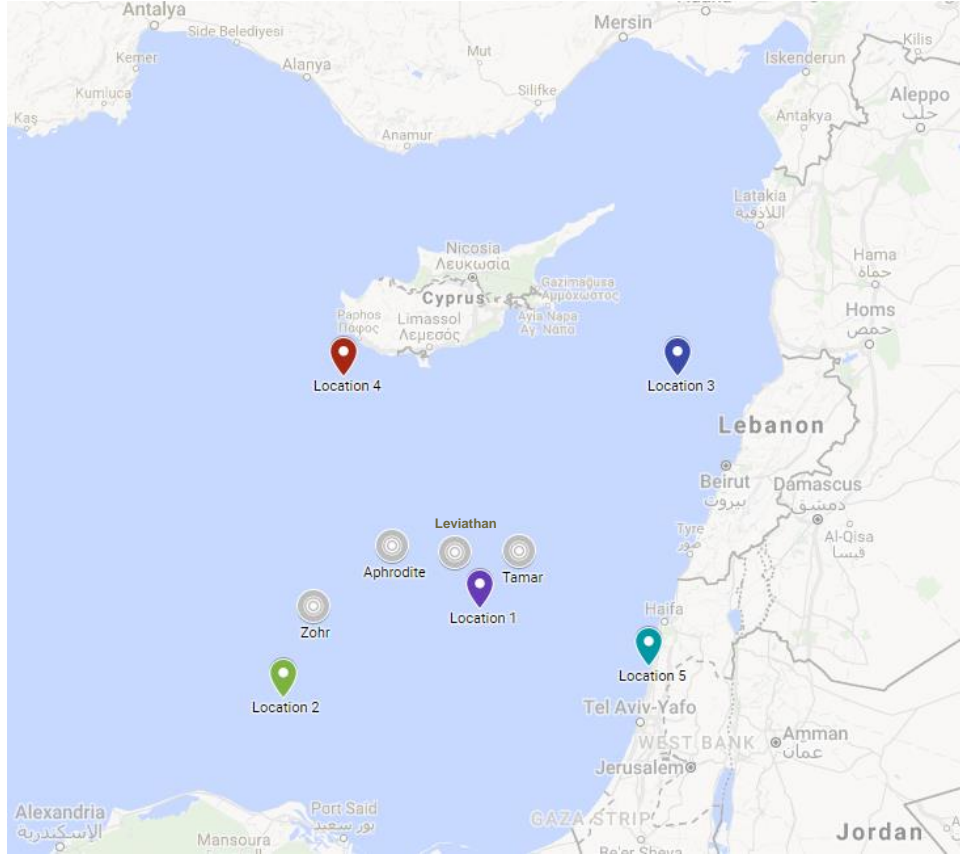 Antalya
Side Belediyesi
Kemer
Kumluca
Kaş
Alanya
Anamur
Mut
Silifke
Mersin
Iskenderun
Kilis
Aleppo
حلب
Antakya
Latakia
اللاذقية
Hama
حماة
Homs
حمص
Nicosia
Λευκωσία
Cyprus
Gazimağusa
Αμμόχωστος
Ayia Napa
Αγ. Νάπα
Paphos
Πάφος
Limassol
Λεμεσός
Location 4
Location 3
Lebanon
Beirut
بيروت
Damascus
دمشق
Tyre
صور
Al-Qisa
قيسا
Leviathan
Aphrodite
Tamar
Location 1
Zohr
Location 2
Haifa
Location 5
Tel Aviv-Yafo
WEST BANK
Amman
عمان
Jerusalem
Alexandria
الإسكندرية
Port Said
بور سعيد
Mansoura
GAZA STRIP
Be'er Sheva
Jordan